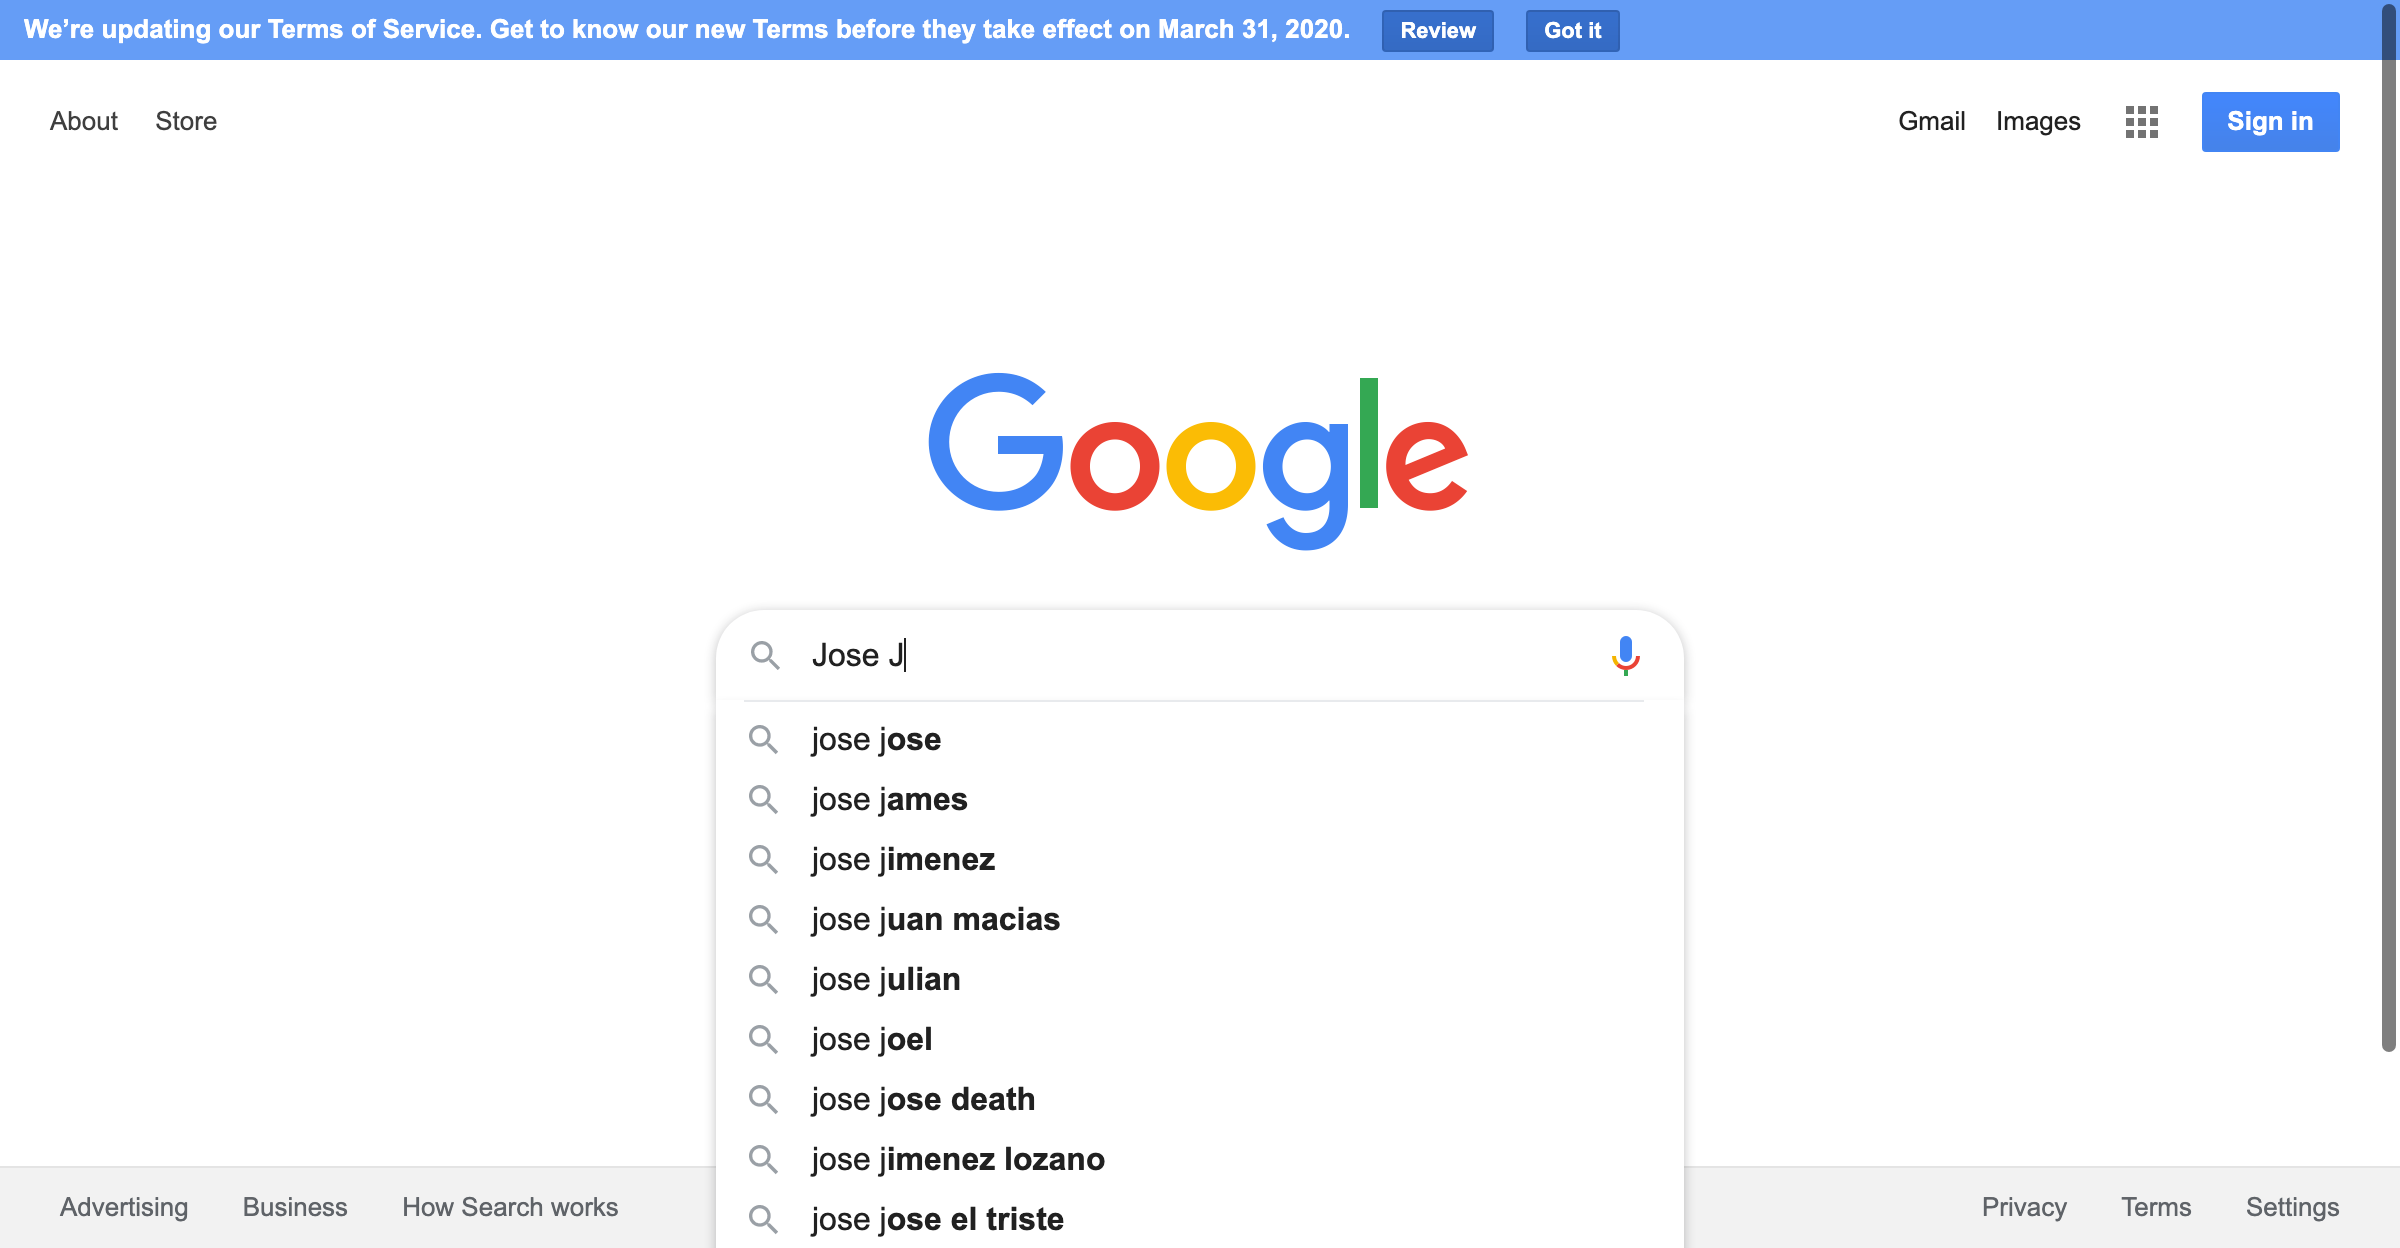 We’re updating our Terms of Service. Get to know our new Terms before they take effect on March 31, 2020. Review Got it
About Store Gmail Images Sign in
Google
Jose J
jose jose
jose james
jose jimenez
jose juan macias
jose julian
jose joel
jose jose death
jose jimenez lozano
jose jose el triste
Advertising Business How Search works Privacy Terms Settings